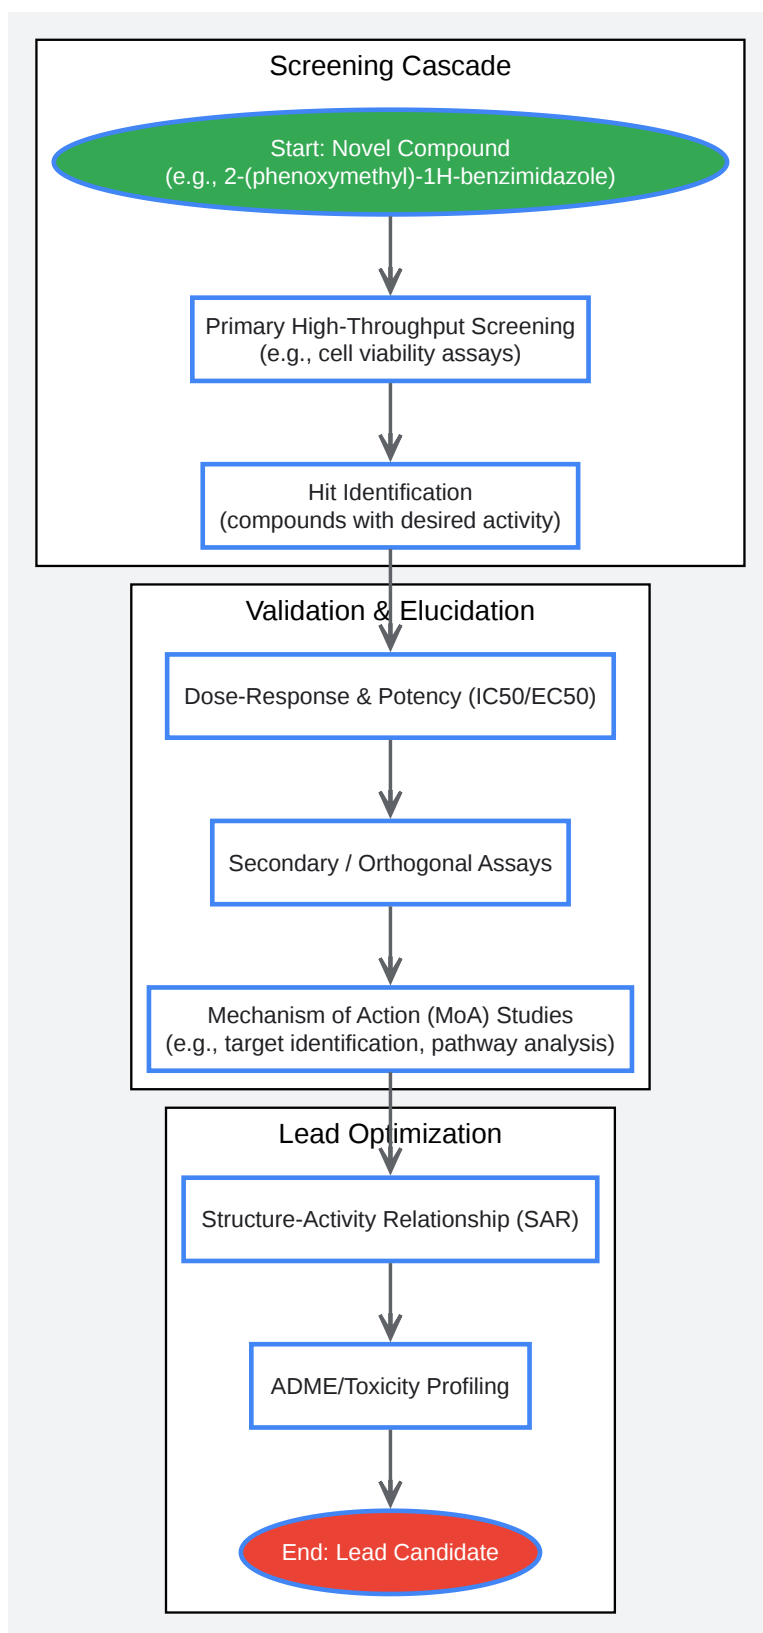 Screening Cascade
Start: Novel Compound
(e.g., 2-(phenoxymethyl)-1H-benzimidazole)
Primary High-Throughput Screening
(e.g., cell viability assays)
Hit Identification
(compounds with desired activity)
Validation & Elucidation
Dose-Response & Potency (IC50/EC50)
Secondary / Orthogonal Assays
Mechanism of Action (MoA) Studies
(e.g., target identification, pathway analysis)
Lead Optimization
Structure-Activity Relationship (SAR)
ADME/Toxicity Profiling
End: Lead Candidate